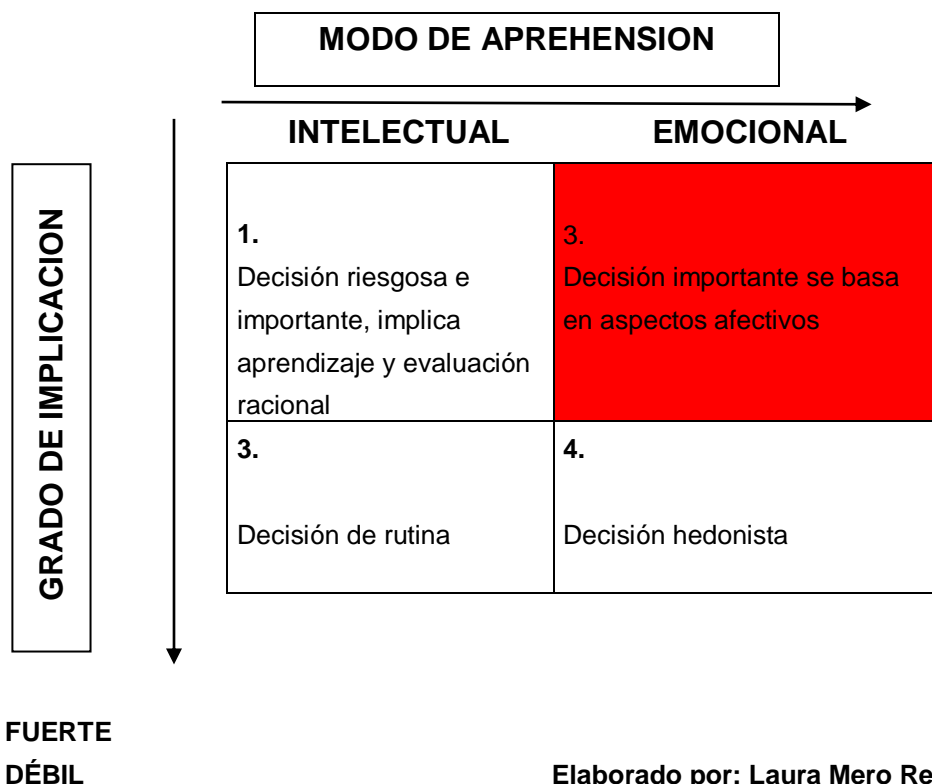 MODO DE APREHENSION
INTELECTUAL
EMOCIONAL
GRADO DE IMPLICACION
1.
Decisión riesgosa e
importante, implica
aprendizaje y evaluación
racional
3.
Decisión importante se basa
en aspectos afectivos
3.
Decisión de rutina
4.
Decisión hedonista
FUERTE
DÉBIL
Elaborado por: Laura Mero Re